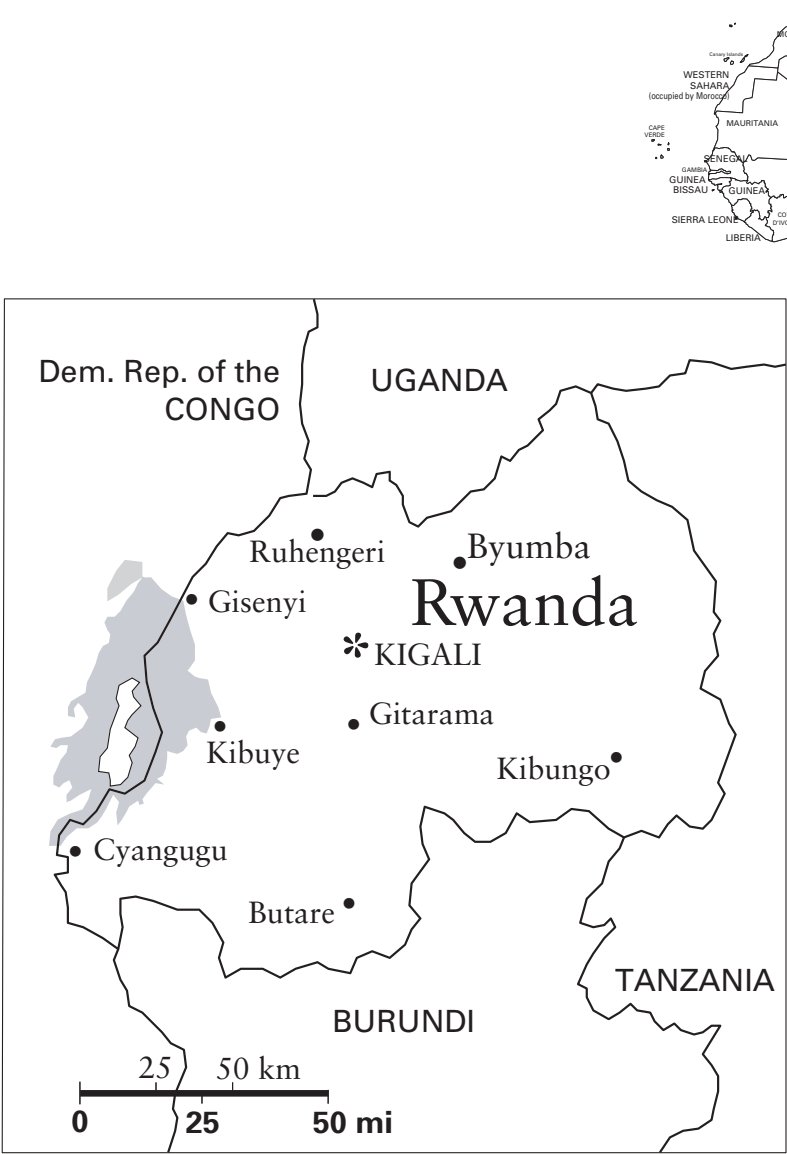 Canary Islands
WESTERN
SAHARA
(occupied by Morocco)
MAURITANIA
CAPE
VERDE
SENEGAL
GAMBIA
GUINEA
BISSAU
GUINEA
SIERRA LEONE
LIBERIA
Dem. Rep. of the
CONGO
UGANDA
Ruhengeri
Byumba
Rwanda
Gisenyi
KIGALI
Gitarama
Kibuye
Kibungo
Cyangugu
Butare
TANZANIA
BURUNDI
25 50 km
0 25 50 mi